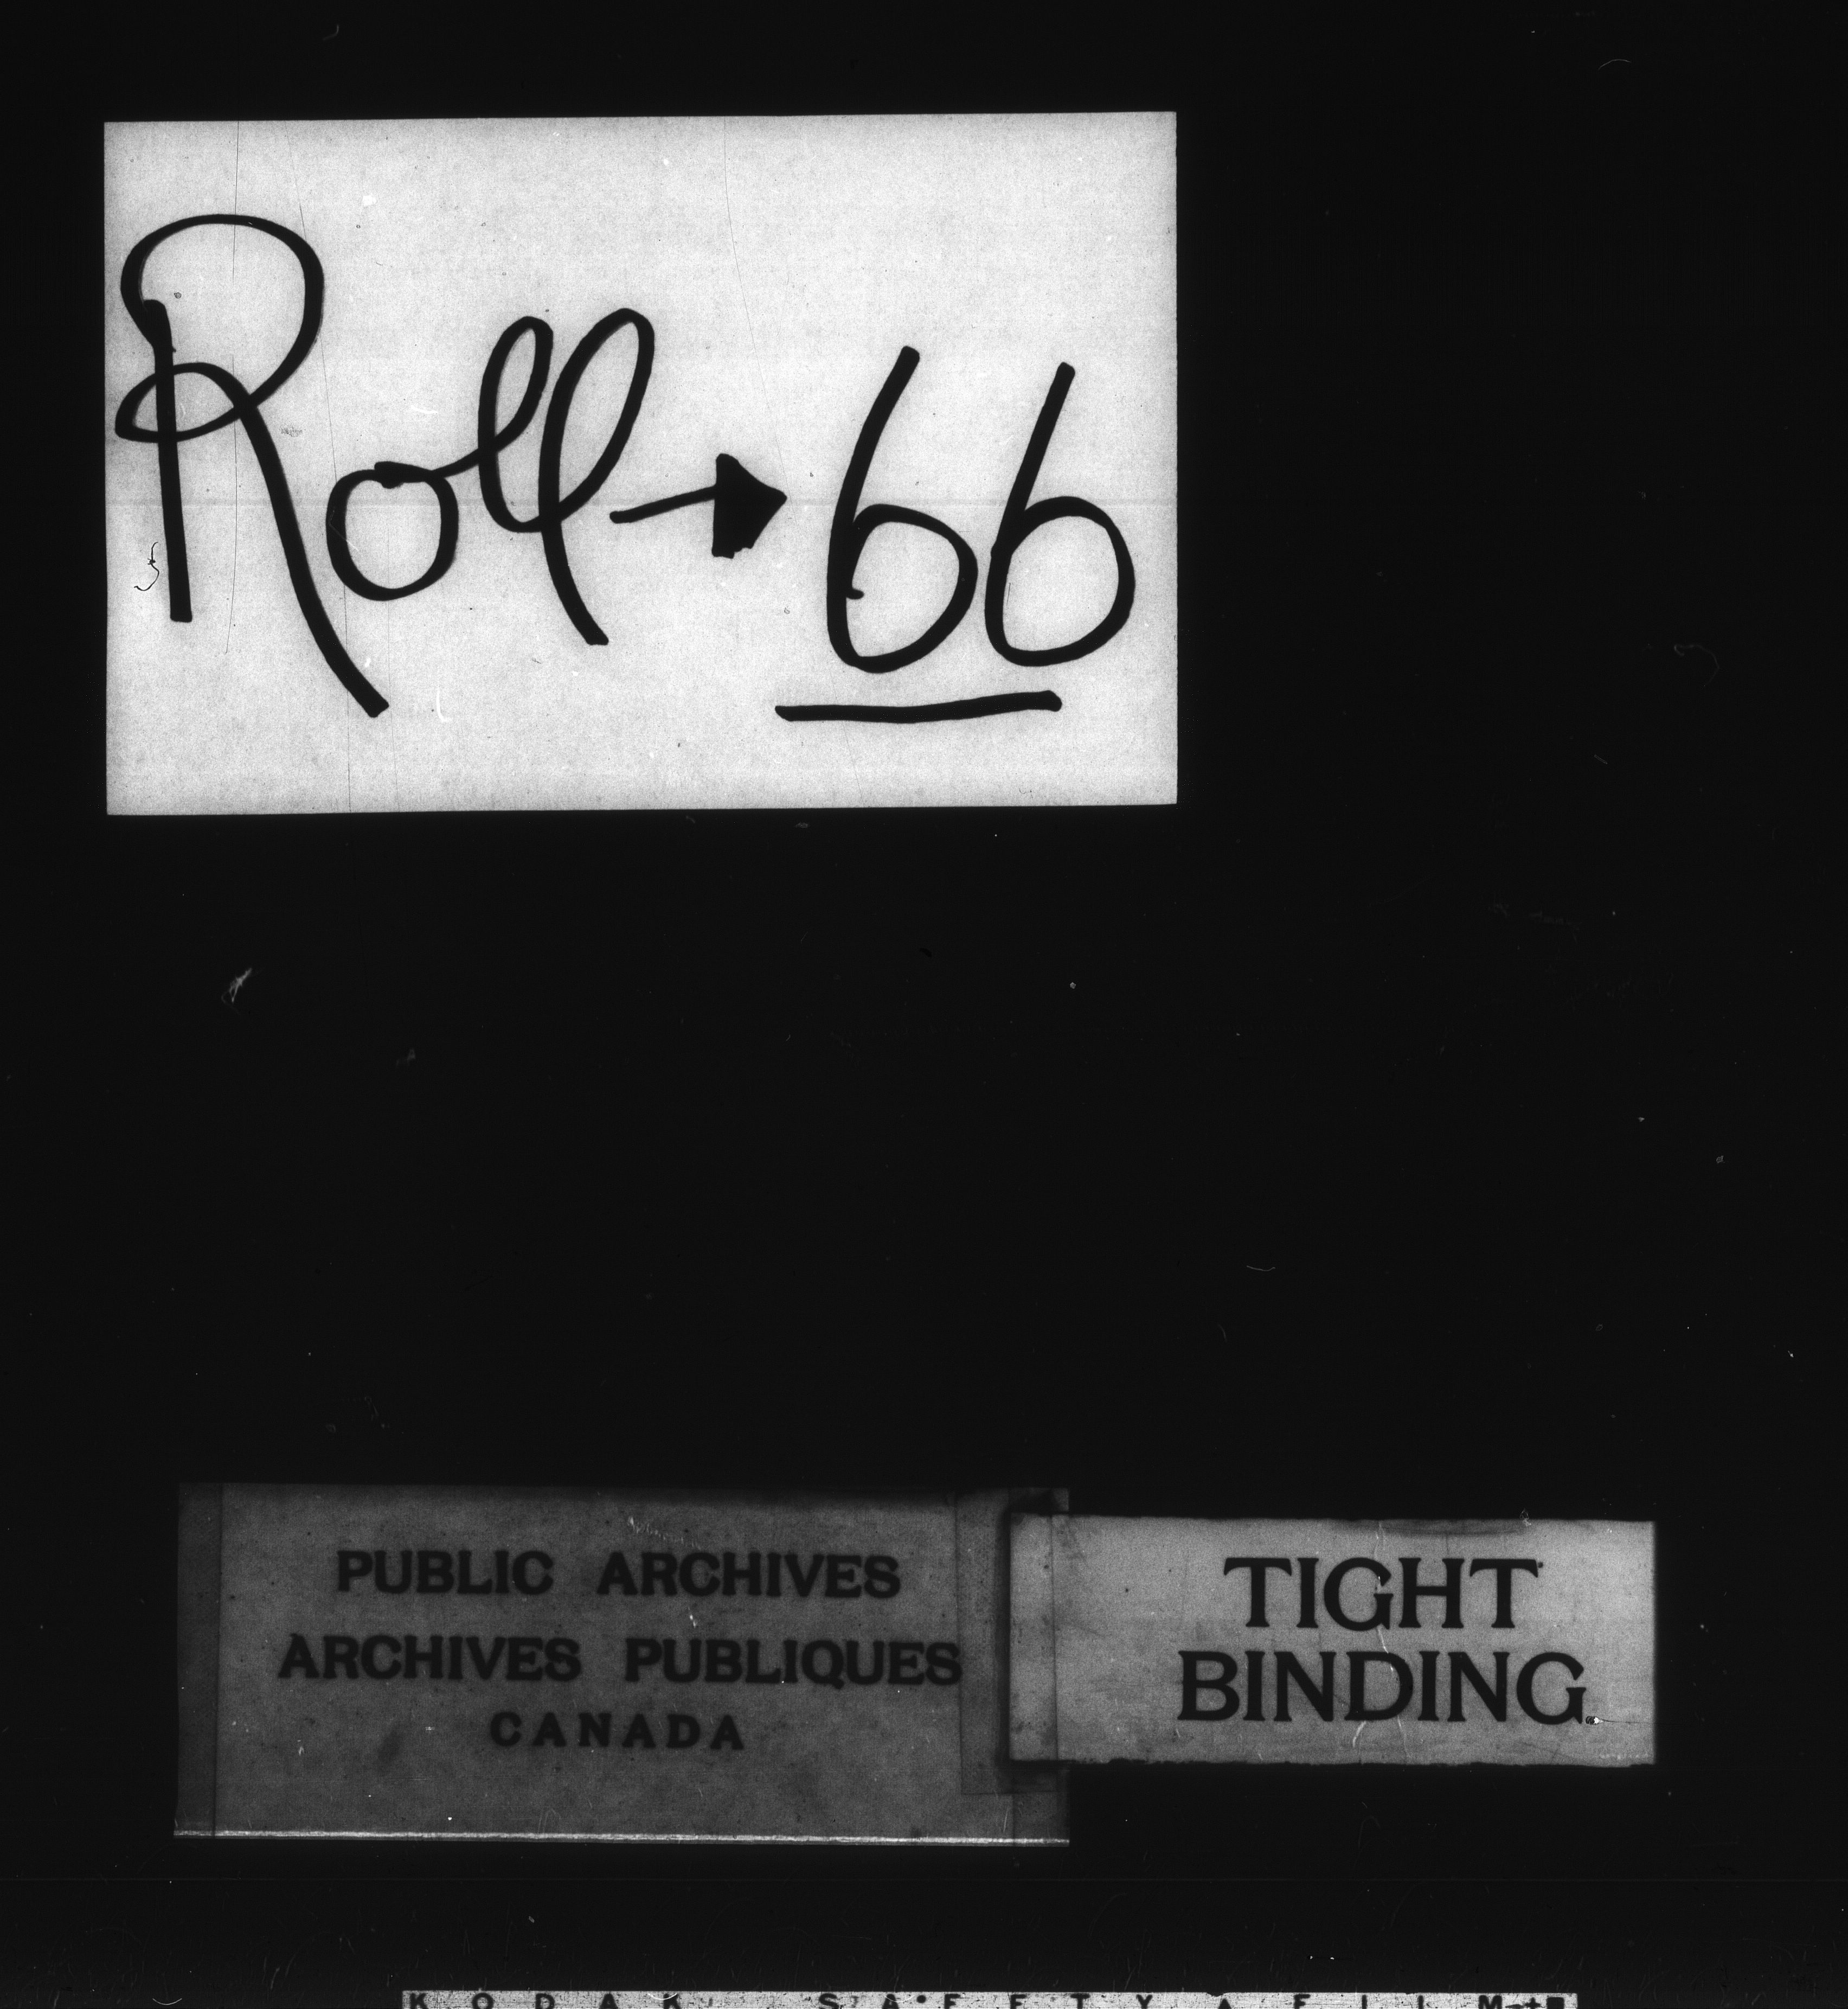 Roll → 66
PUBLIC ARCHIVES
ARCHIVES PUBLIQUES
CANADA
TIGHT
BINDING
KODAK SAFETY FILM